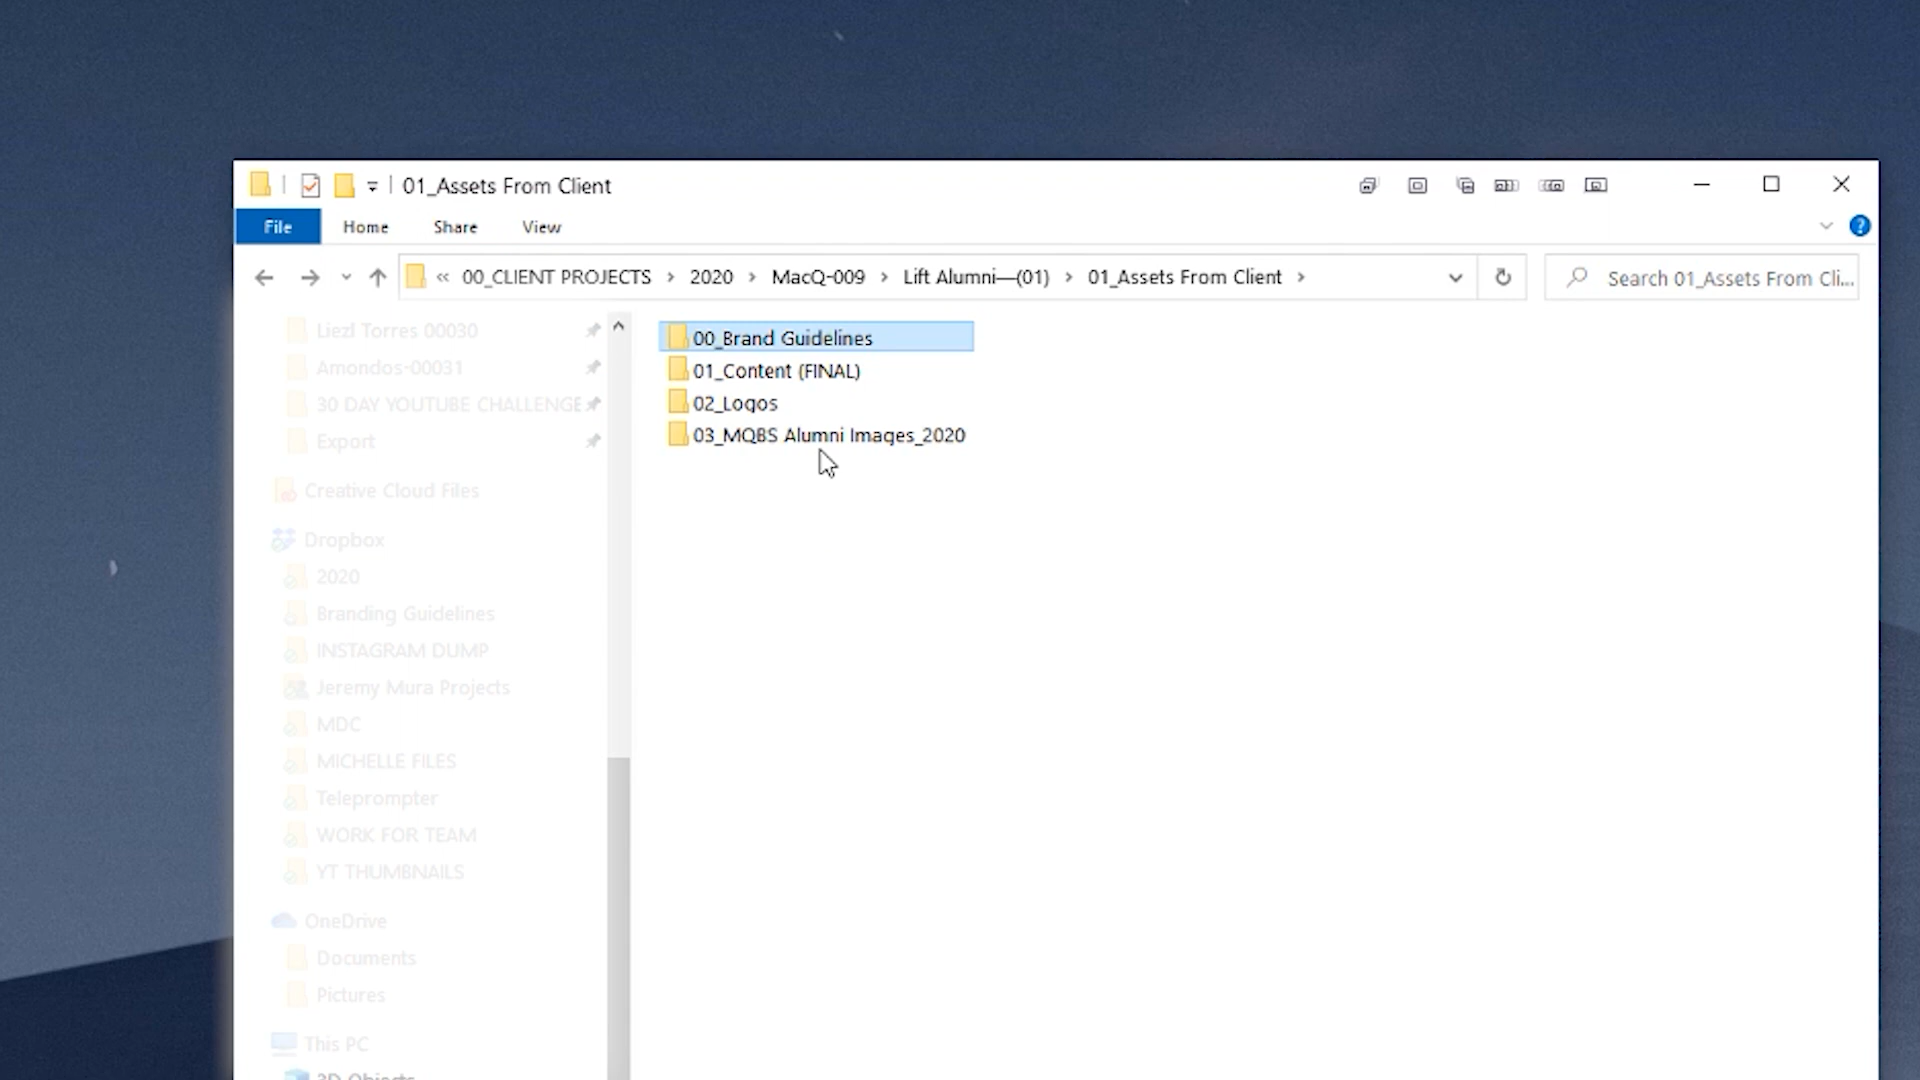 01_Assets From Client
File Home Share View
« 00_CLIENT PROJECTS > 2020 > MacQ-009 > Lift Alumni—(01) > 01_Assets From Client >
Search 01_Assets From Cli...
Liezl Torres 00030
Amondos-00031
30 DAY YOUTUBE CHALLENGE
Export
Creative Cloud Files
Dropbox
2020
Branding Guidelines
INSTAGRAM DUMP
Jeremy Mura Projects
MDC
MICHELLE FILES
Teleprompter
WORK FOR TEAM
YT THUMBNAILS
OneDrive
Documents
Pictures
This PC
3D Objects
00_Brand Guidelines
01_Content (FINAL)
02_Logos
03_MQBS Alumni Images_2020